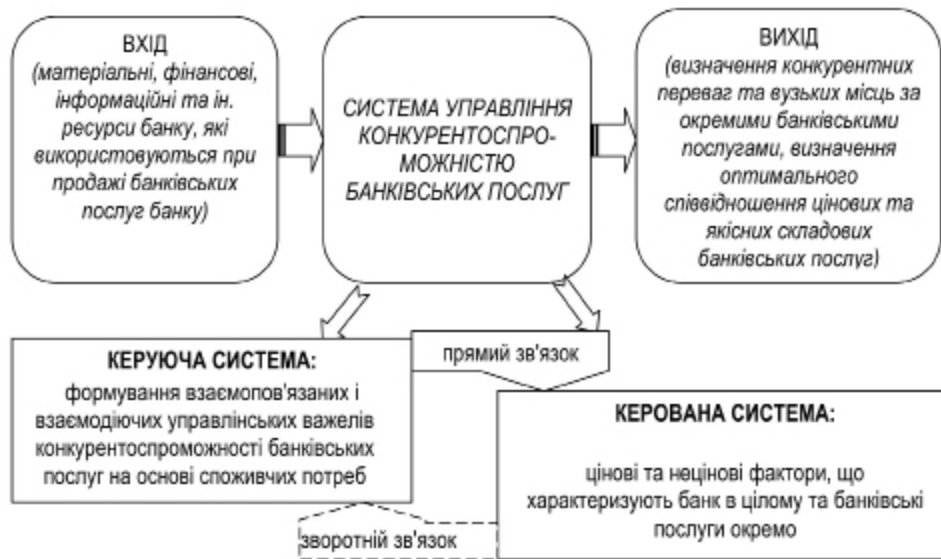 ВХІД
(матеріальні, фінансові,
інформаційні та ін.
ресурси банку, які
використовуються при
продажі банківських
послуг банку)
СИСТЕМА УПРАВЛІННЯ
КОНКУРЕНТОСПРО-
МОЖНІСТЮ
БАНКІВСЬКИХ ПОСЛУГ
ВИХІД
(визначення конкурентних
переваг та вузьких місць за
окремими банківськими
послугами, визначення
оптимального
співвідношення цінових та
якісних складових
банківських послуг)
КЕРУЮЧА СИСТЕМА:
формування взаємопов'язаних і
взаємодіючих управлінських важелів
конкурентоспроможності банківських
послуг на основі споживчих потреб
прямий зв'язок
КЕРОВАНА СИСТЕМА:
цінові та нецінові фактори, що
характеризують банк в цілому та банківські
послуги окремо
зворотній зв'язок